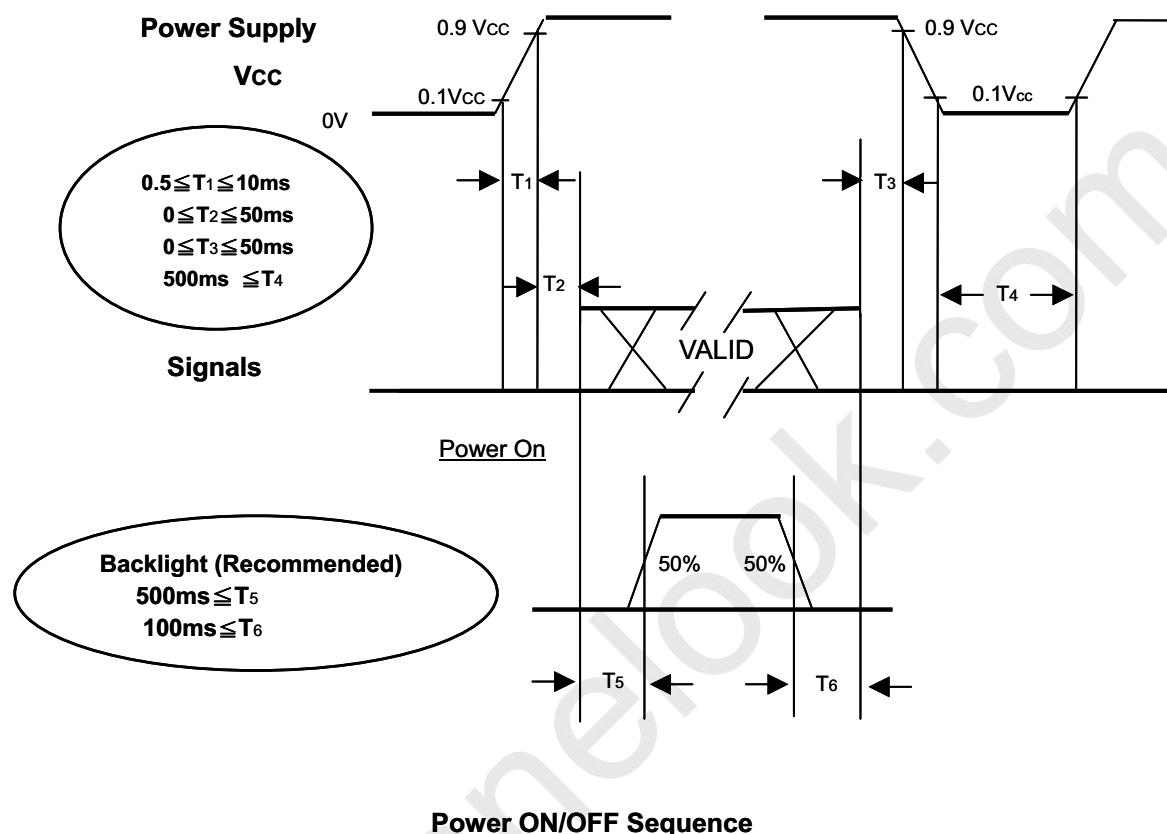 Power Supply
VCC
0.9 VCC
0.9 VCC
0.1VCC
0.1Vcc
0V
0.5≦T1≦10ms
0≦T2≦50ms
0≦T3≦50ms
500ms ≦T4
T1
T3
T2
T4
VALID
Signals
Power On
Backlight (Recommended)
500ms≦T5
100ms≦T6
50%
50%
T5
T6
Power ON/OFF Sequence
nelook.com